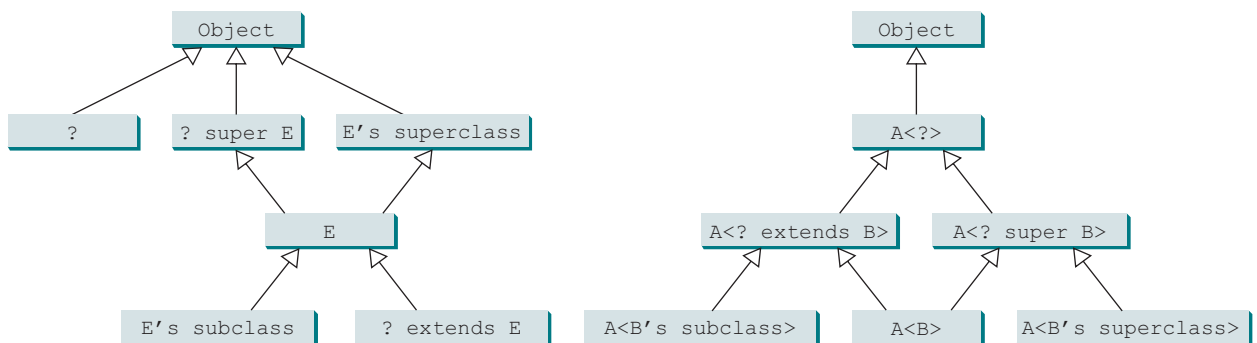 Object
Object
?
? super E
E's superclass
A<?>
E
A<? extends B>
A<? super B>
E's subclass
? extends E
A<B's subclass>
A<B>
A<B's superclass>